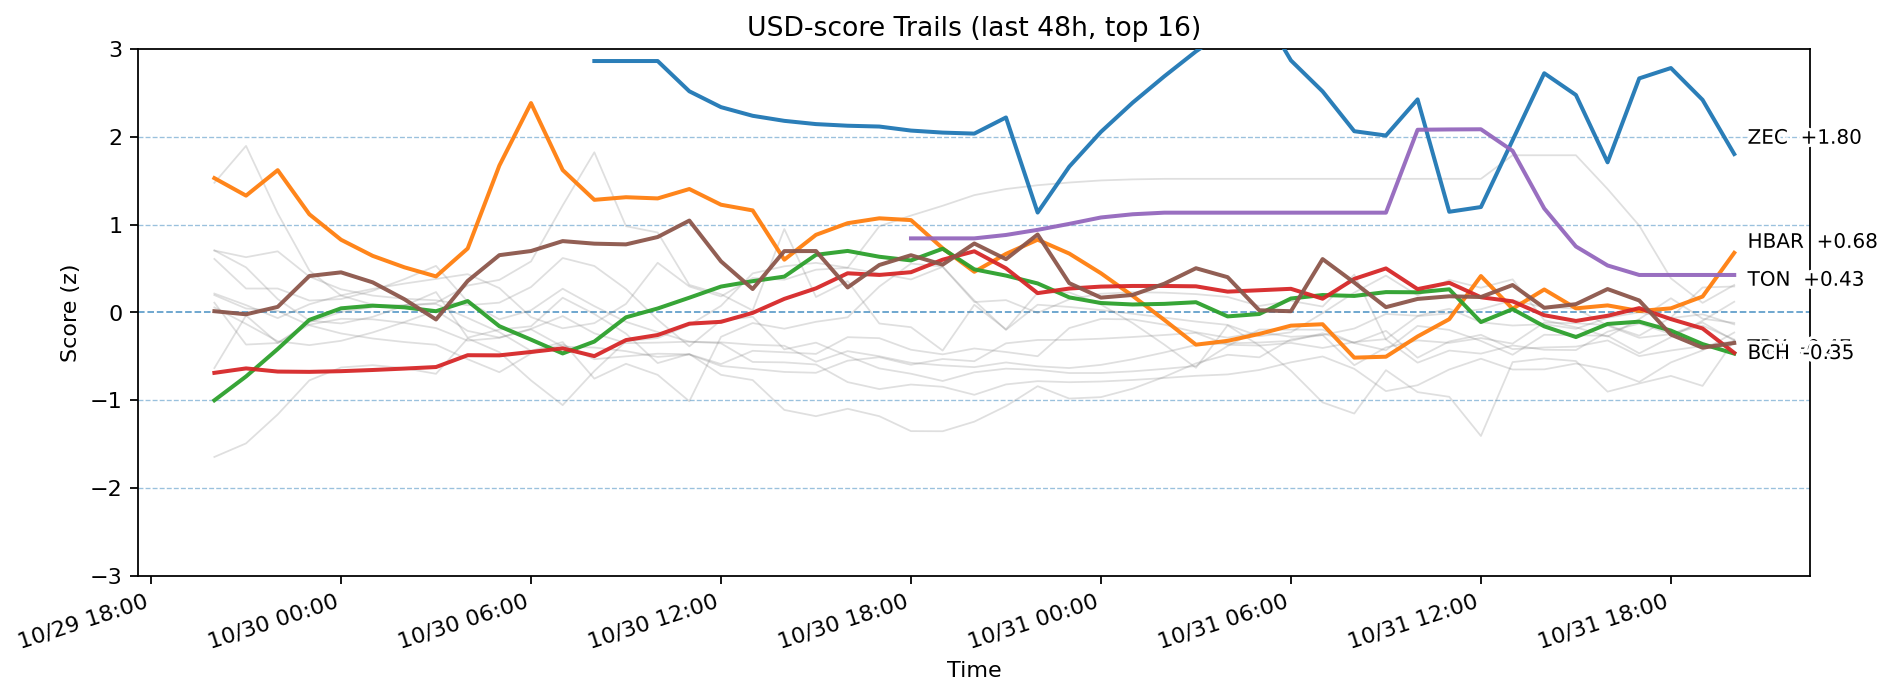 USD-score Trails (last 48h, top 16)
3
2
1
0
−1
−2
−3
Score (z)
ZEC +1.80
HBAR +0.68
TON +0.43
BCH -0.35
10/29 18:00
10/30 00:00
10/30 06:00
10/30 12:00
10/30 18:00
10/31 00:00
10/31 06:00
10/31 12:00
10/31 18:00
Time